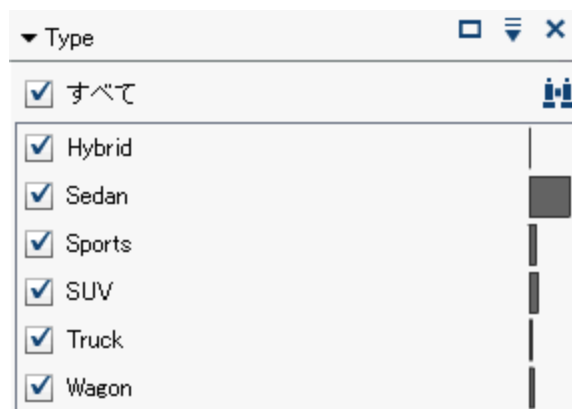 Type
すべて
Hybrid
Sedan
Sports
SUV
Truck
Wagon